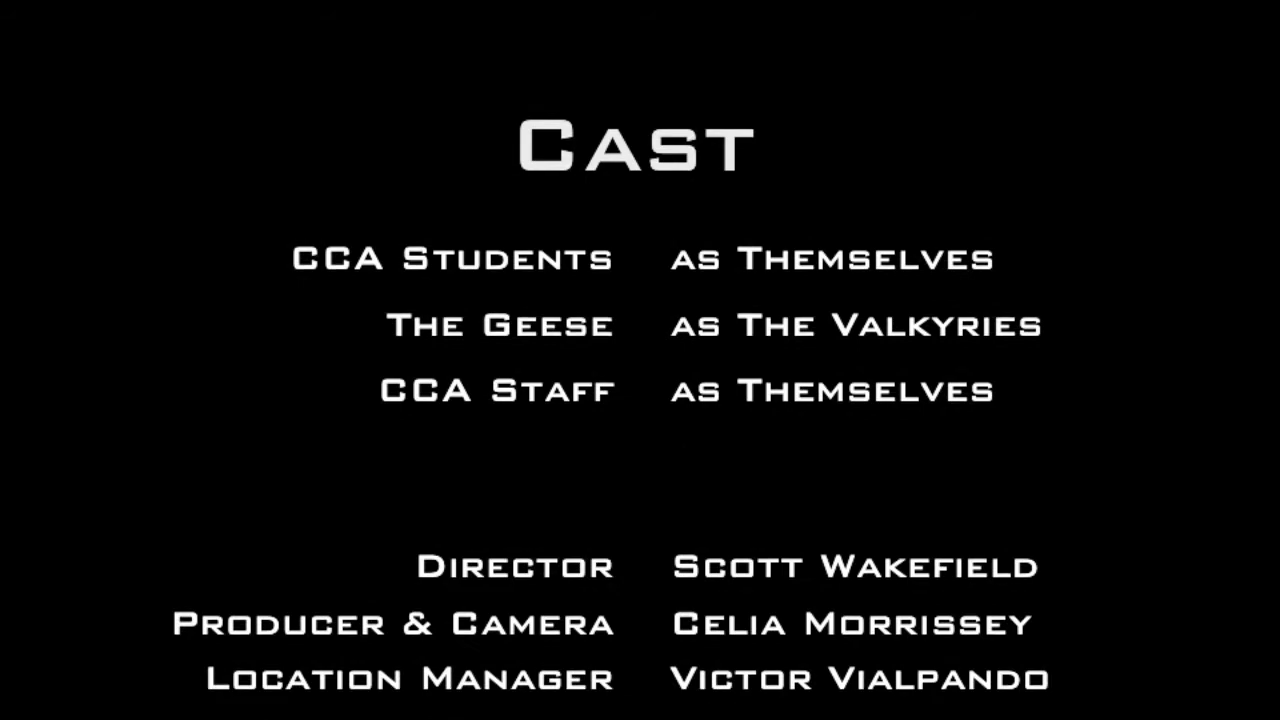 Cast
CCA Students as Themselves
The Geese as The Valkyries
CCA Staff as Themselves
Director Scott Wakefield
Producer & Camera Celia Morrissey
Location Manager Victor Vialpando